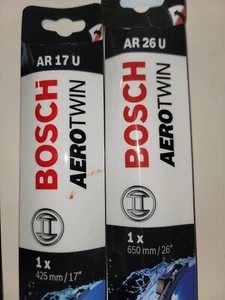 AR 17 U
BOSCH
AEROTWIN
1 x
425 mm / 17"
AR 26 U
BOSCH
AEROTWIN
1 x
650 mm / 26"